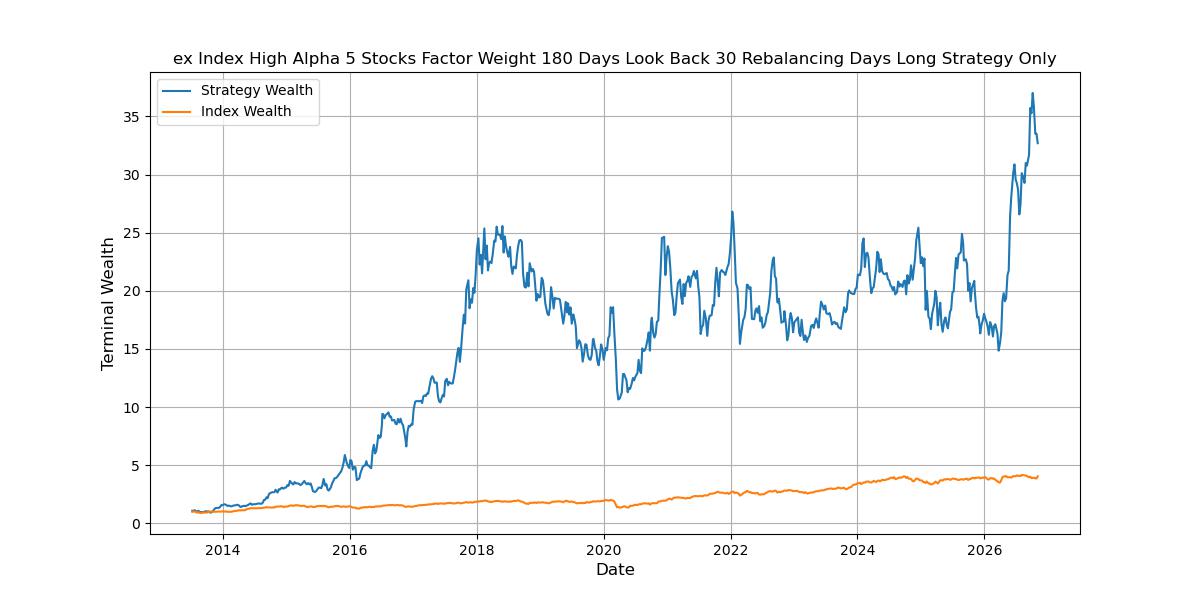 ex Index High Alpha 5 Stocks Factor Weight 180 Days Look Back 30 Rebalancing Days Long Strategy Only
Strategy Wealth
Index Wealth
Terminal Wealth
35
30
25
20
15
10
5
0
2014 2016 2018 2020 2022 2024 2026
Date